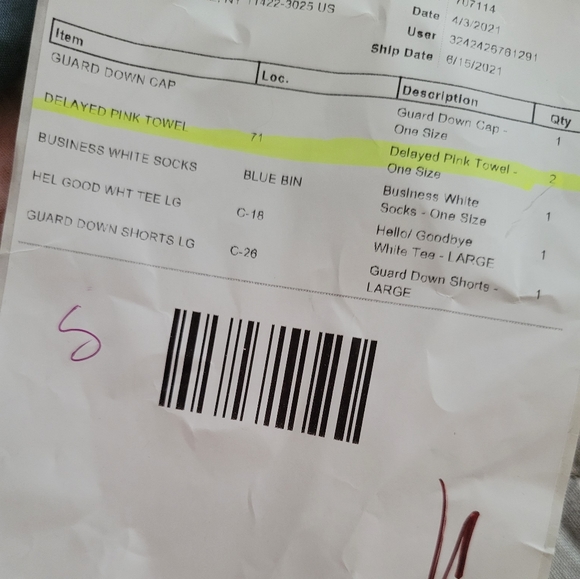 NY 11422-3025 US
707114
Date 4/3/2021
User 3242426761291
Ship Date 6/15/2021
Item Loc. Description Qty
GUARD DOWN CAP Guard Down Cap - One Size 1
DELAYED PINK TOWEL 71 Delayed Pink Towel - One Size 2
BUSINESS WHITE SOCKS BLUE BIN Business White Socks - One Size 1
HEL GOOD WHT TEE LG C-18 Hello/ Goodbye White Tee - LARGE 1
GUARD DOWN SHORTS LG C-26 Guard Down Shorts - LARGE 1
5